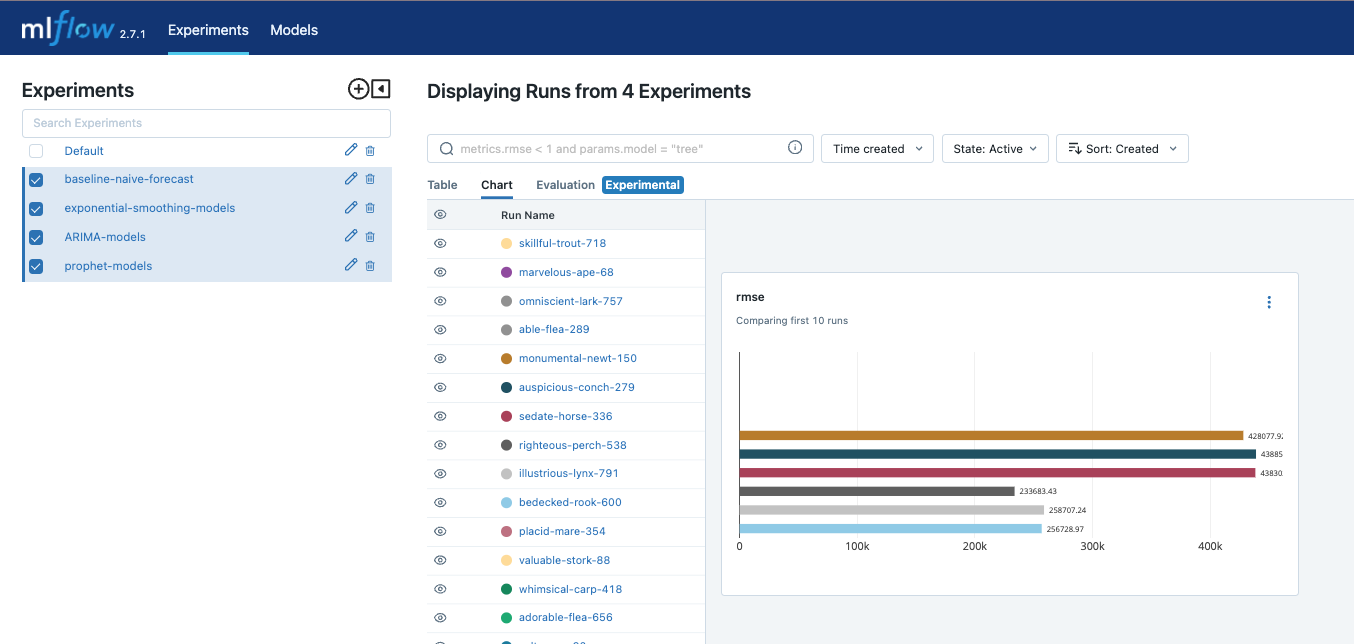 mlflow 2.7.1 Experiments Models
Experiments
Search Experiments
Default
baseline-naive-forecast
exponential-smoothing-models
ARIMA-models
prophet-models
Displaying Runs from 4 Experiments
metrics.rmse < 1 and params.model = "tree" Time created State: Active Sort: Created
Table Chart Evaluation Experimental
Run Name
skillful-trout-718
marvelous-ape-68
omniscient-lark-757
able-flea-289
monumental-newt-150
auspicious-conch-279
sedate-horse-336
righteous-perch-538
illustrious-lynx-791
bedecked-rook-600
placid-mare-354
valuable-stork-88
whimsical-carp-418
adorable-flea-656
rmse
Comparing first 10 runs
428077.92
43885
43830
233683.43
258707.24
256728.97
0 100k 200k 300k 400k